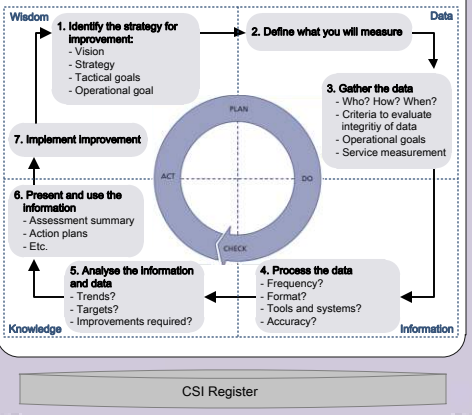 Wisdom
Data
1. Identify the strategy for
improvement:
- Vision
- Strategy
- Tactical goals
- Operational goal
2. Define what you will measure
3. Gather the data
- Who? How? When?
- Criteria to evaluate
integritiy of data
- Operational goals
- Service measurement
7. Implement improvement
PLAN
ACT
DO
CHECK
6. Present and use the
information
- Assessment summary
- Action plans
- Etc.
5. Analyse the information
and data
- Trends?
- Targets?
- Improvements required?
4. Process the data
- Frequency?
- Format?
- Tools and systems?
- Accuracy?
Knowledge
Information
CSI Register